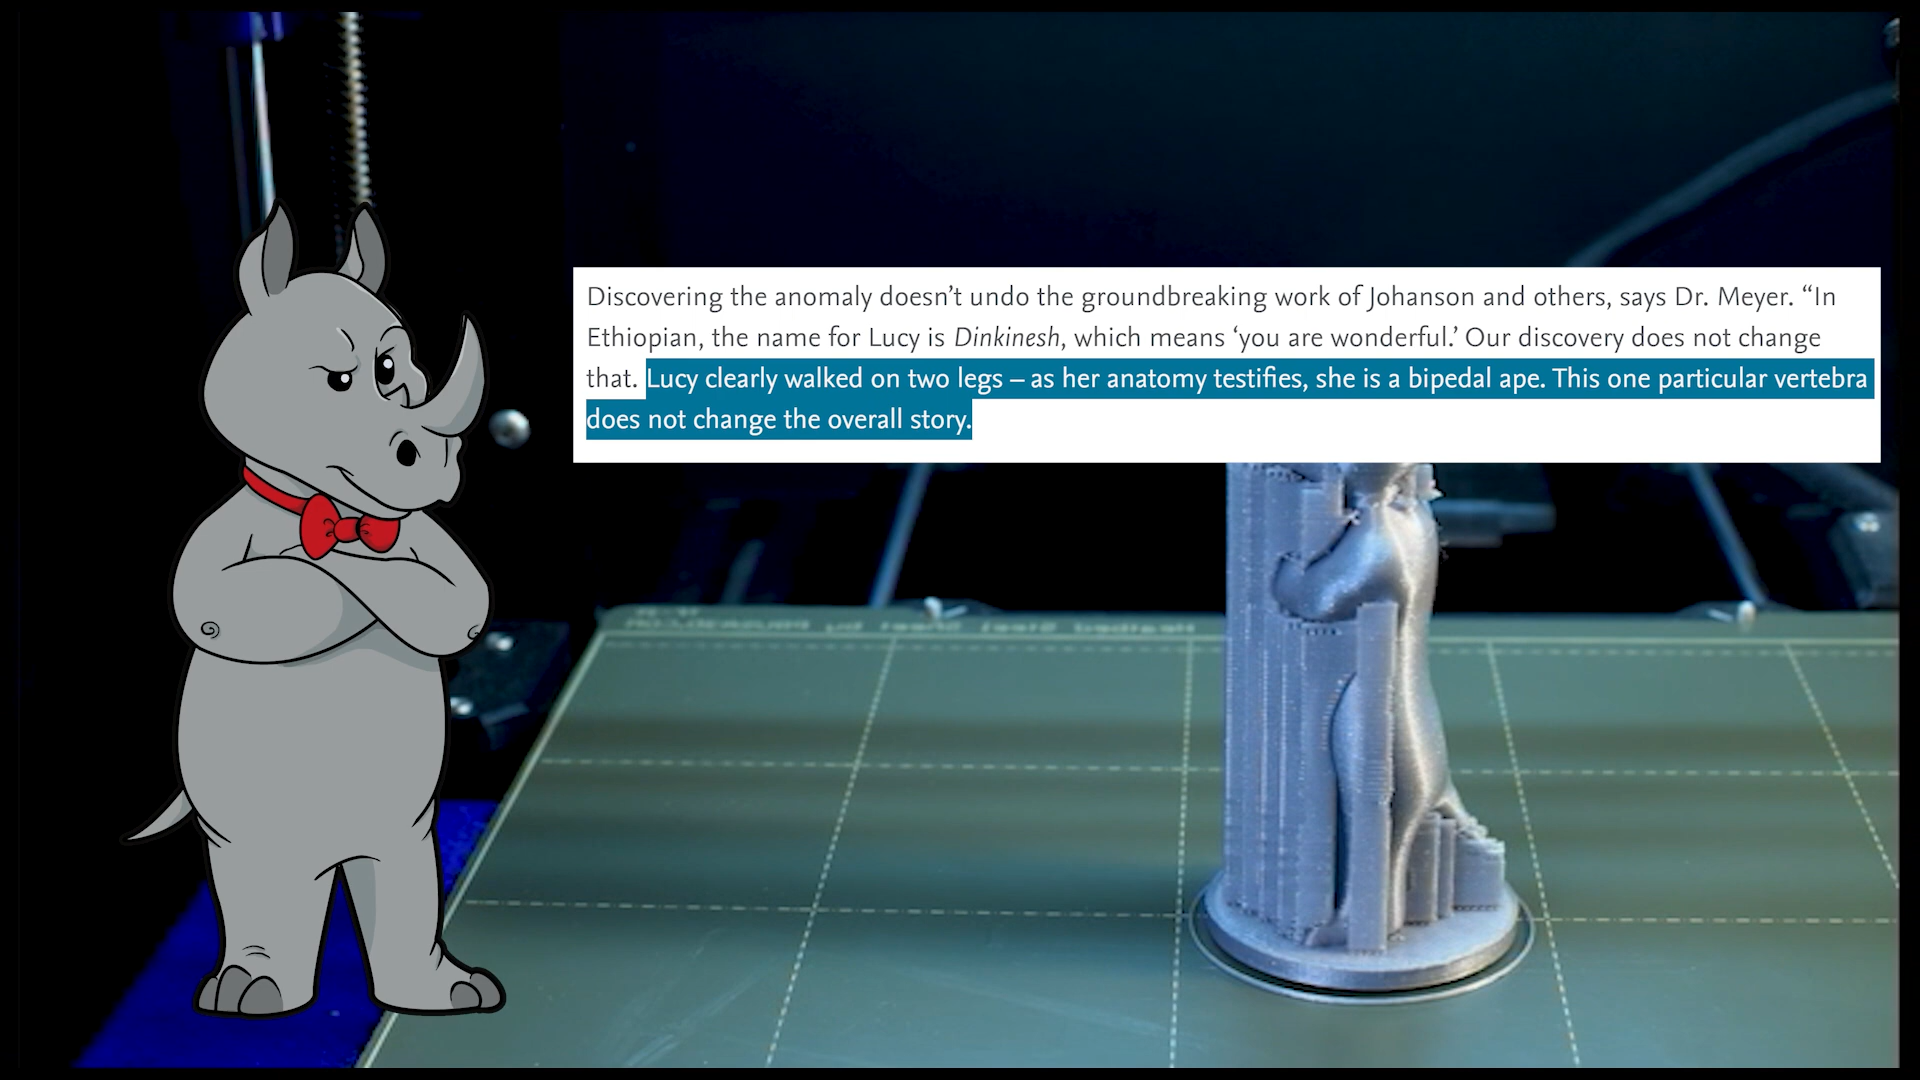 Discovering the anomaly doesn’t undo the groundbreaking work of Johanson and others, says Dr. Meyer. “In
Ethiopian, the name for Lucy is Dinkinesh, which means ‘you are wonderful.’ Our discovery does not change
that. Lucy clearly walked on two legs – as her anatomy testifies, she is a bipedal ape. This one particular vertebra
does not change the overall story.